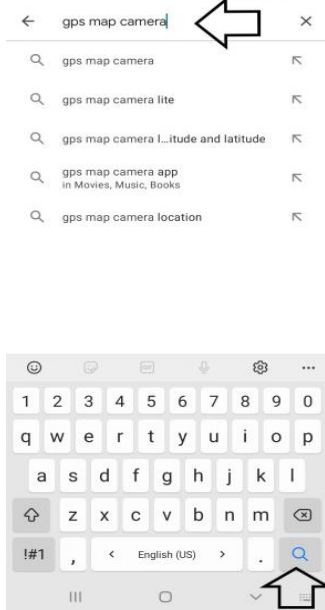 gps map camera
gps map camera
gps map camera lite
gps map camera l...itude and latitude
gps map camera app
in Movies, Music, Books
gps map camera location
GIF
1 2 3 4 5 6 7 8 9 0
q w e r t y u i o p
a s d f g h j k l
z x c v b n m
!#1 , < English (US) > .